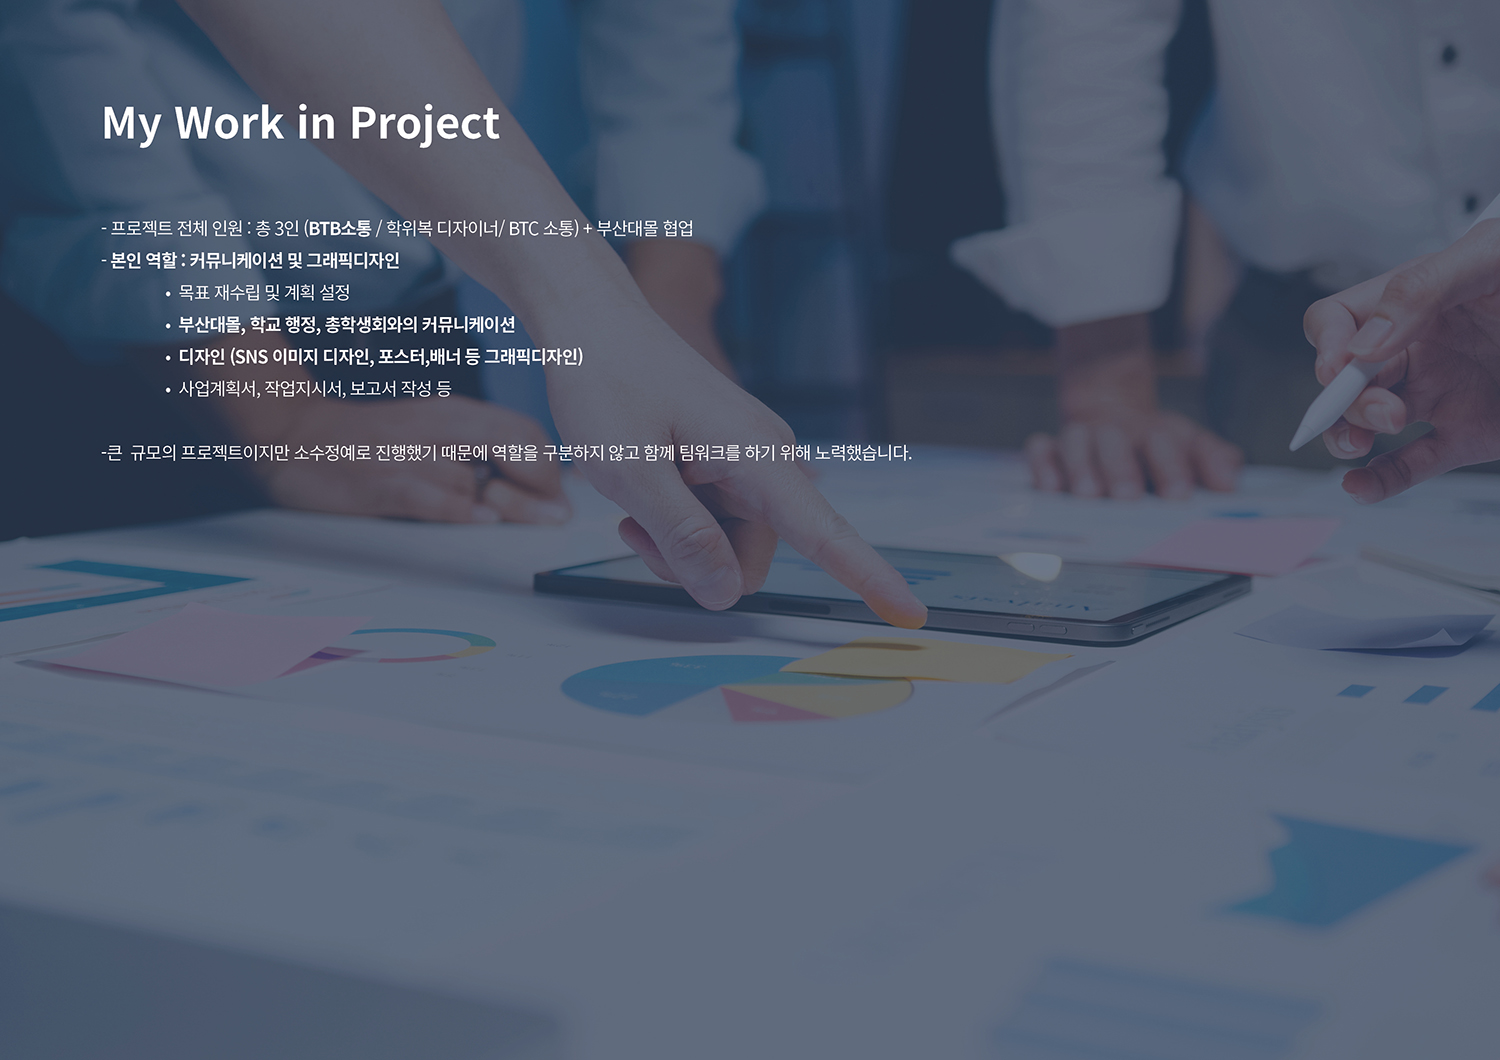 My Work in Project
- 프로젝트 전체 인원 : 총 3인 (BTB소통 / 학위복 디자이너/ BTC 소통) + 부산대몰 협업
- 본인 역할 : 커뮤니케이션 및 그래픽디자인
• 목표 재수립 및 계획 설정
• 부산대몰, 학교 행정, 총학생회와의 커뮤니케이션
• 디자인 (SNS 이미지 디자인, 포스터,배너 등 그래픽디자인)
• 사업계획서, 작업지시서, 보고서 작성 등
-큰 규모의 프로젝트이지만 소수정예로 진행했기 때문에 역할을 구분하지 않고 함께 팀워크를 하기 위해 노력했습니다.